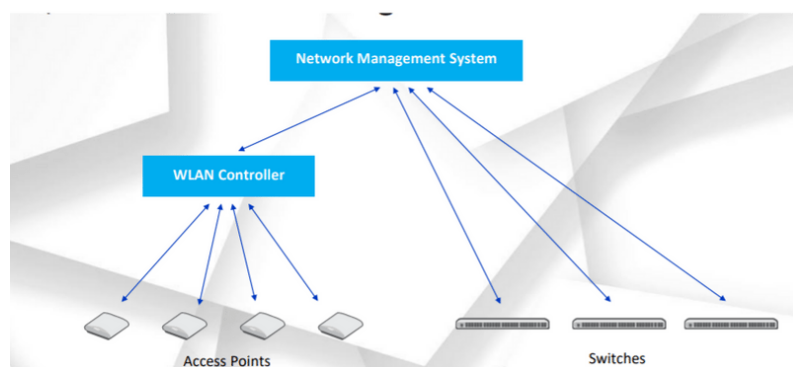 Network Management System
WLAN Controller
Access Points
Switches